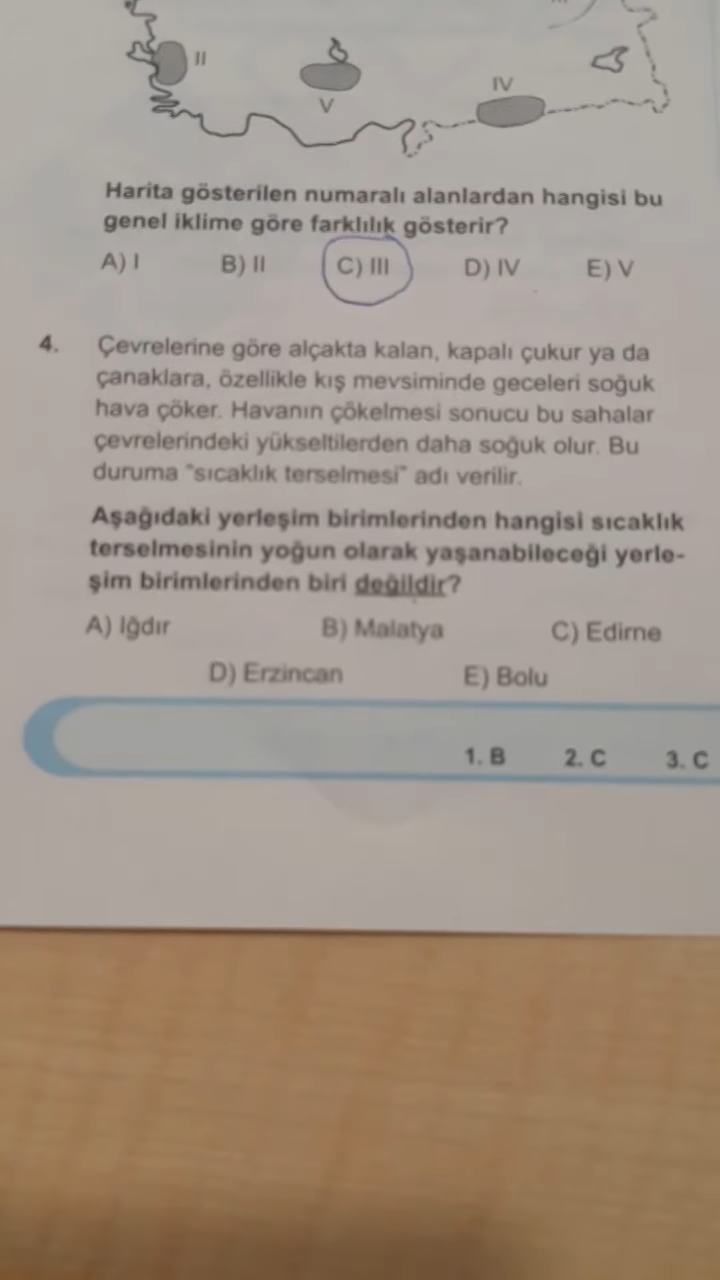 II
V
IV
Harita gösterilen numaralı alanlardan hangisi bu
genel iklime göre farklılık gösterir?
A) I B) II C) III D) IV E) V
4. Çevrelerine göre alçakta kalan, kapalı çukur ya da
çanaklara, özellikle kış mevsiminde geceleri soğuk
hava çöker. Havanın çökelmesi sonucu bu sahalar
çevrelerindeki yükseltilerden daha soğuk olur. Bu
duruma "sıcaklık terselmesi" adı verilir.
Aşağıdaki yerleşim birimlerinden hangisi sıcaklık
terselmesinin yoğun olarak yaşanabileceği yerle-
şim birimlerinden biri değildir?
A) Iğdır B) Malatya C) Edirne
D) Erzincan E) Bolu
1. B 2. C 3. C